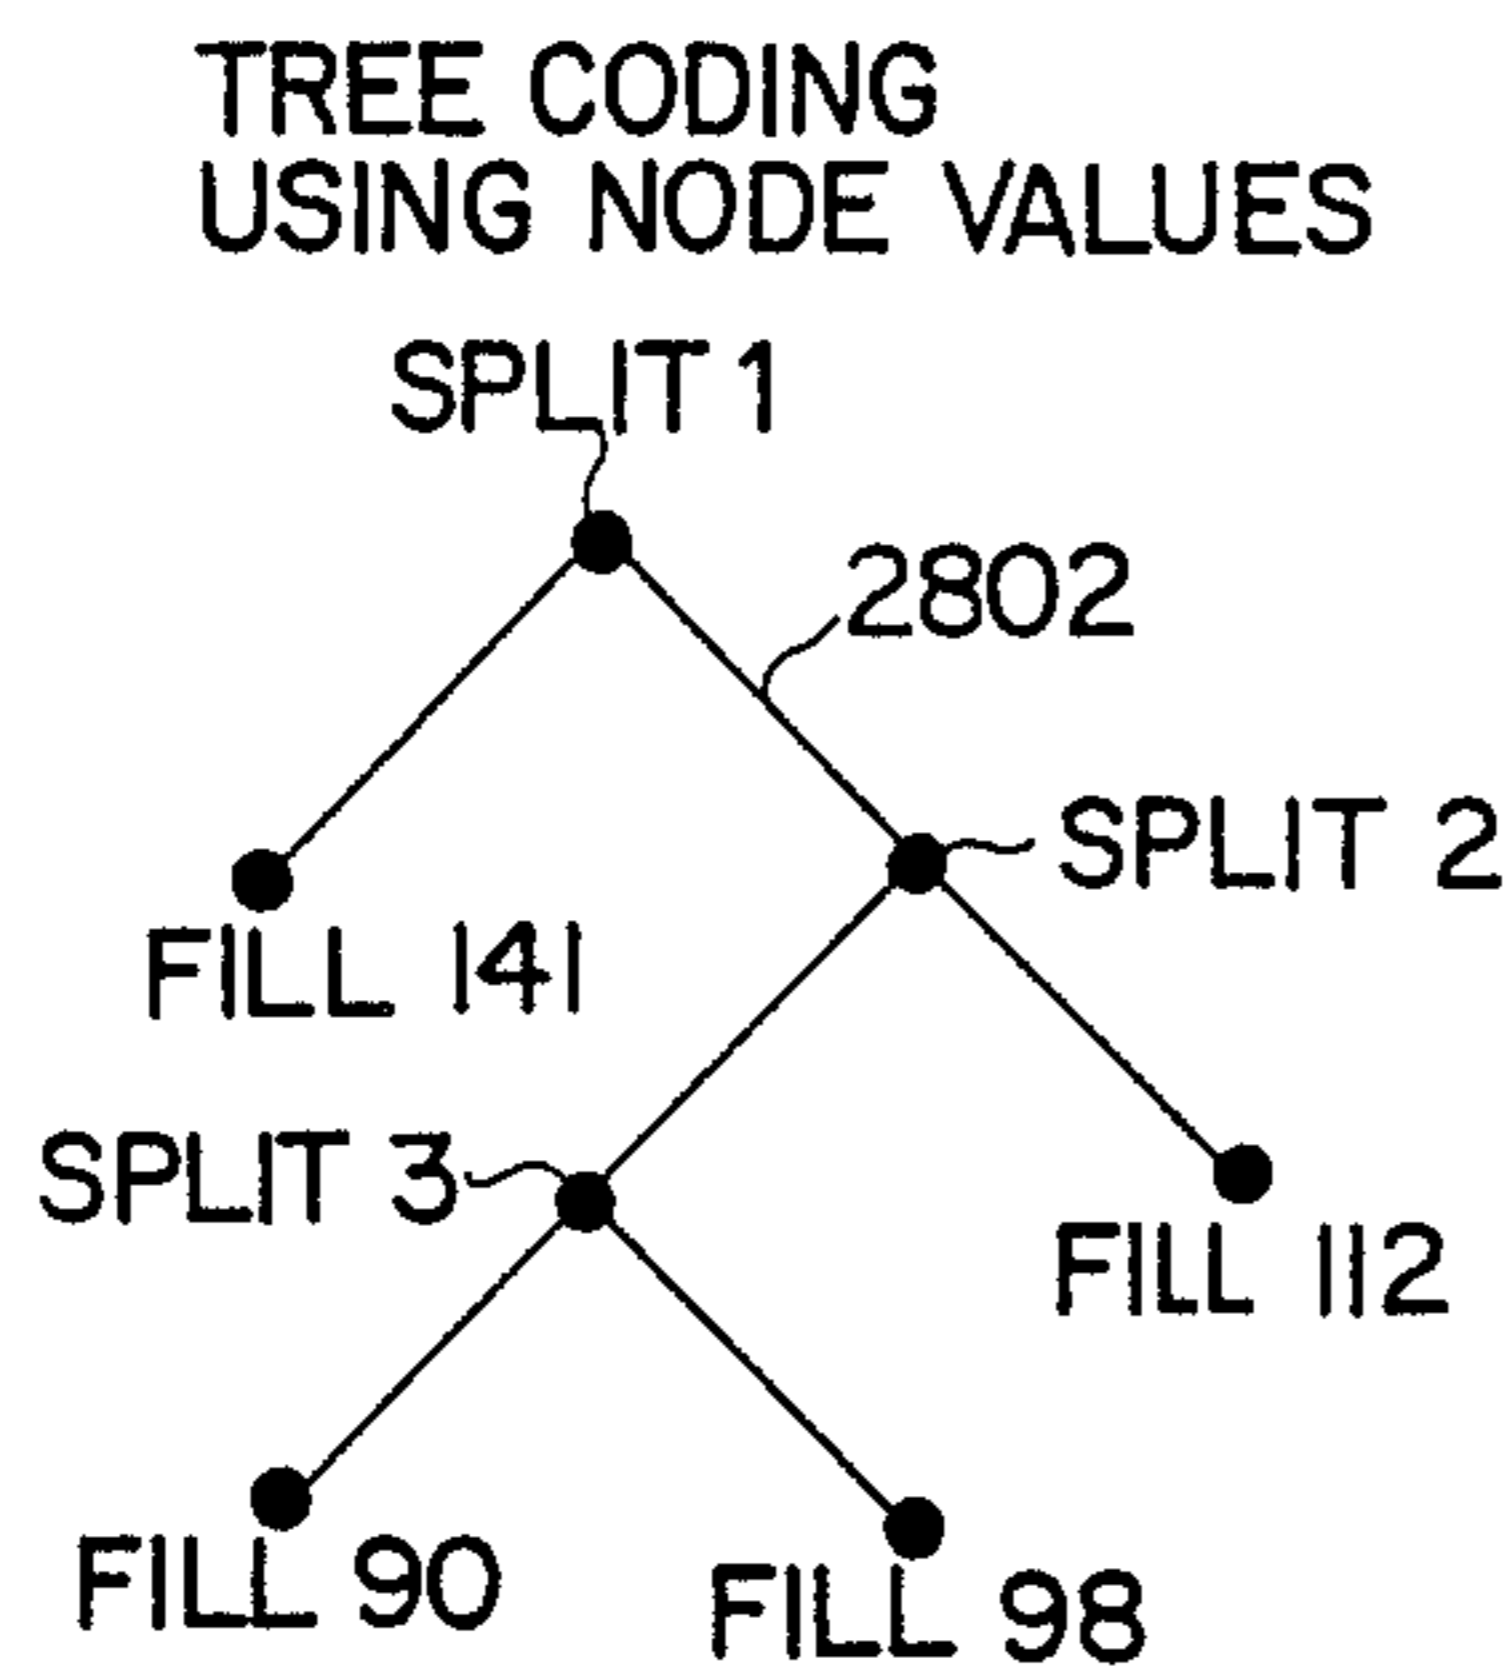 TREE CODING
USING NODE VALUES
SPLIT 1
2802
SPLIT 2
FILL 141
SPLIT 3
FILL 112
FILL 90
FILL 98